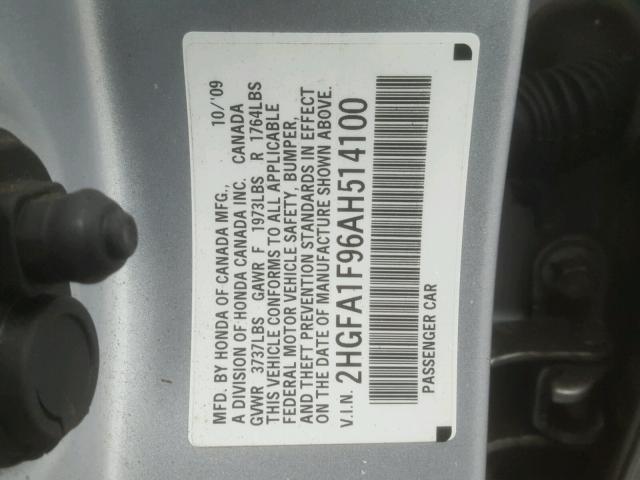 MFD. BY HONDA OF CANADA MFG., 10/'09
A DIVISION OF HONDA CANADA INC. CANADA
GVWR 3737LBS GAWR F 1973LBS R 1764LBS
THIS VEHICLE CONFORMS TO ALL APPLICABLE
FEDERAL MOTOR VEHICLE SAFETY, BUMPER,
AND THEFT PREVENTION STANDARDS IN EFFECT
ON THE DATE OF MANUFACTURE SHOWN ABOVE.
V.I.N. 2HGFA1F96AH514100
PASSENGER CAR